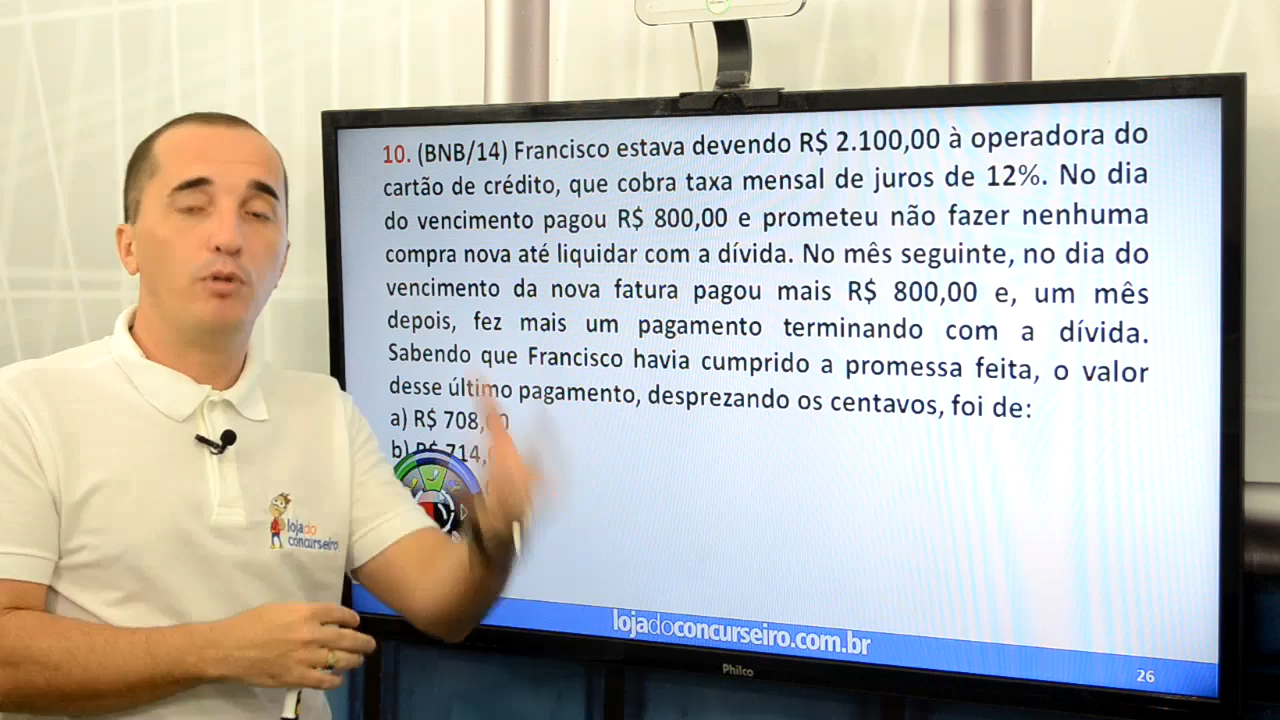 10. (BNB/14) Francisco estava devendo R$ 2.100,00 à operadora do
cartão de crédito, que cobra taxa mensal de juros de 12%. No dia
do vencimento pagou R$ 800,00 e prometeu não fazer nenhuma
compra nova até liquidar com a dívida. No mês seguinte, no dia do
vencimento da nova fatura pagou mais R$ 800,00 e, um mês
depois, fez mais um pagamento terminando com a dívida.
Sabendo que Francisco havia cumprido a promessa feita, o valor
desse último pagamento, desprezando os centavos, foi de:
a) R$ 708,
b) R$ 714,
lojadoconcurseiro.com.br
Philco
26
lojado
concurseiro